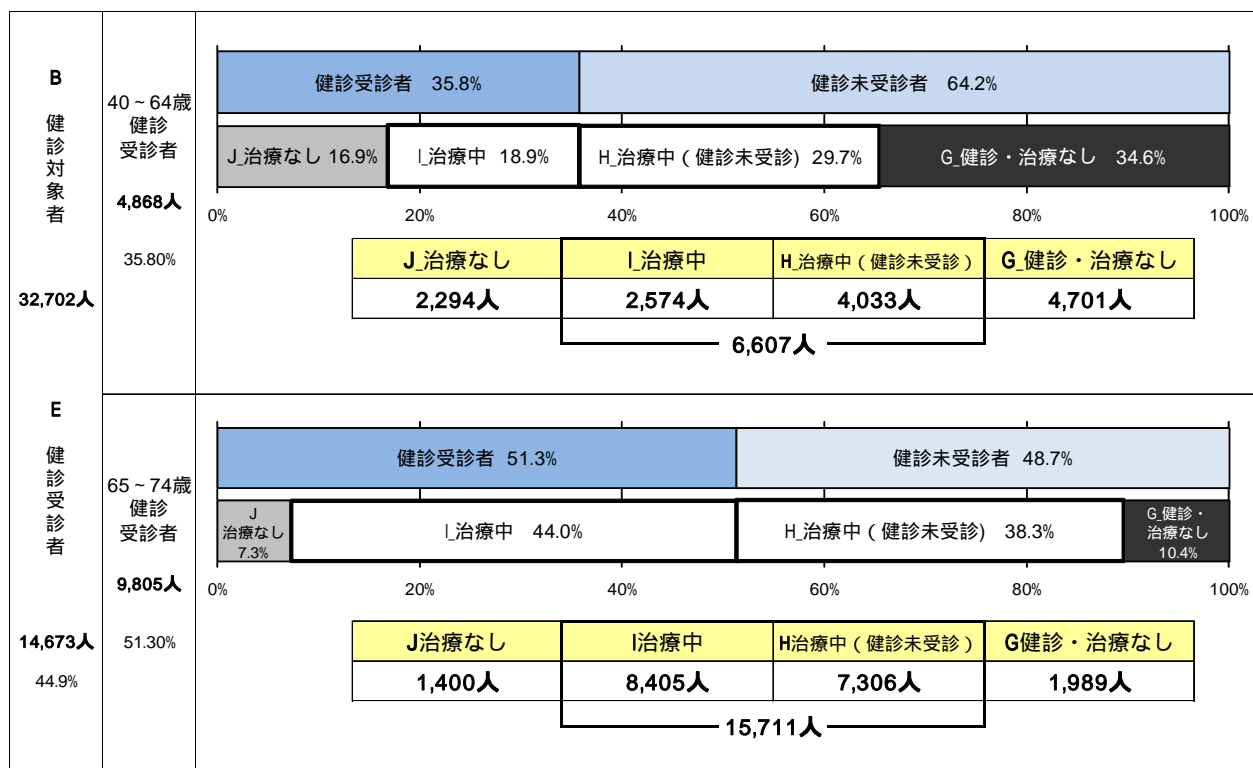 B
健
診
対
象
者
32,702人
E
健
診
受
診
者
14,673人
44.9%
40~64歳
健診
受診者
4,868人
35.80%
健診受診者 35.8%
健診未受診者 64.2%
J_治療なし 16.9%
I_治療中 18.9%
H_治療中(健診未受診) 29.7%
G_健診・治療なし 34.6%
0% 20% 40% 60% 80% 100%
J_治療なし I_治療中 H_治療中(健診未受診) G_健診・治療なし
2,294人 2,574人 4,033人 4,701人
6,607人
65~74歳
健診
受診者
9,805人
51.30%
健診受診者 51.3%
健診未受診者 48.7%
J
治療なし
7.3%
I_治療中 44.0%
H_治療中(健診未受診) 38.3%
G_健診・
治療なし
10.4%
0% 20% 40% 60% 80% 100%
J治療なし I治療中 H治療中(健診未受診) G健診・治療なし
1,400人 8,405人 7,306人 1,989人
15,711人